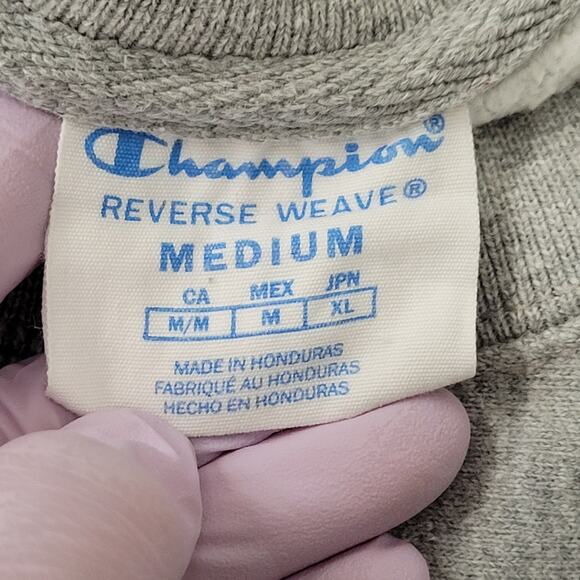 Champion®
REVERSE WEAVE®
MEDIUM
CA MEX JPN
M/M M XL
MADE IN HONDURAS
FABRIQUÉ AU HONDURAS
HECHO EN HONDURAS